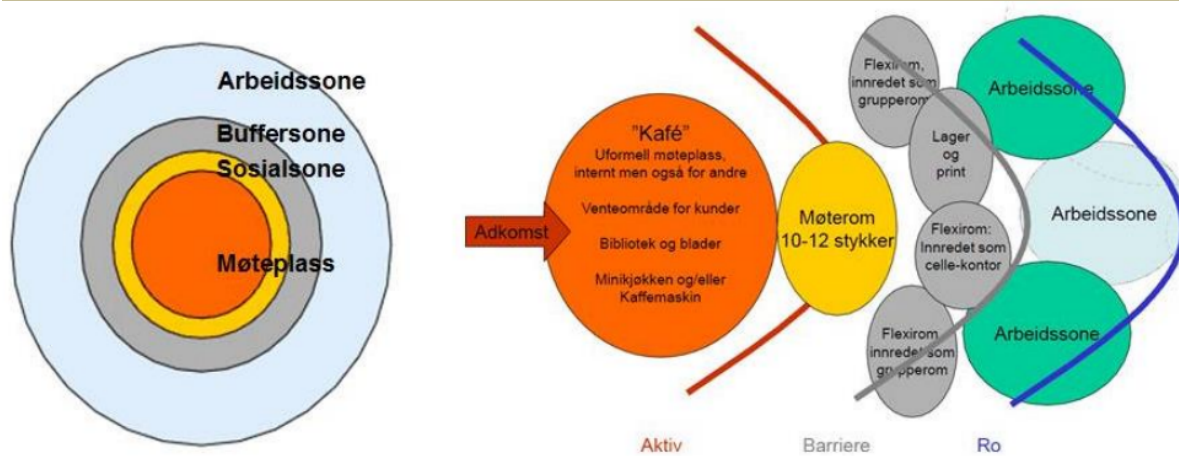 Arbeidssone
Buffersone
Sosialsone
Møteplass
Adkomst
"Kafé"
Uformell møteplass,
internt men også for andre
Venteområde for kunder
Bibliotek og blader
Minikjøkken og/eller
Kaffemaskin
Møterom
10-12 stykker
Flexirom,
innredet som
grupperom
Lager
og
print
Flexirom:
Innredet som
celle-kontor
Flexirom
innredet som
grupperom
Arbeidssone
Arbeidssone
Arbeidssone
Aktiv
Barriere
Ro